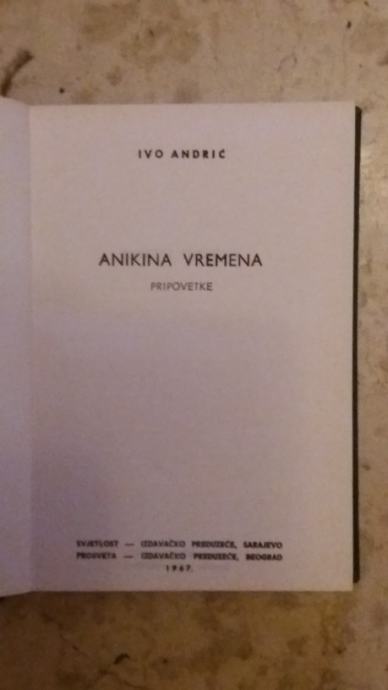 IVO ANDRIĆ
ANIKINA VREMENA
PRIPOVETKE
SVJETLOST — IZDAVAČKO PREDUZEĆE, SARAJEVO
PROSVETA — IZDAVAČKO PREDUZEĆE, BEOGRAD
1967.